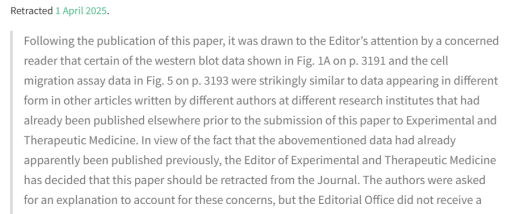 Retracted 1 April 2025.
Following the publication of this paper, it was drawn to the Editor's attention by a concerned
reader that certain of the western blot data shown in Fig. 1A on p. 3191 and the cell
migration assay data in Fig. 5 on p. 3193 were strikingly similar to data appearing in different
form in other articles written by different authors at different research institutes that had
already been published elsewhere prior to the submission of this paper to Experimental and
Therapeutic Medicine. In view of the fact that the abovementioned data had already
apparently been published previously, the Editor of Experimental and Therapeutic Medicine
has decided that this paper should be retracted from the Journal. The authors were asked
for an explanation to account for these concerns, but the Editorial Office did not receive a